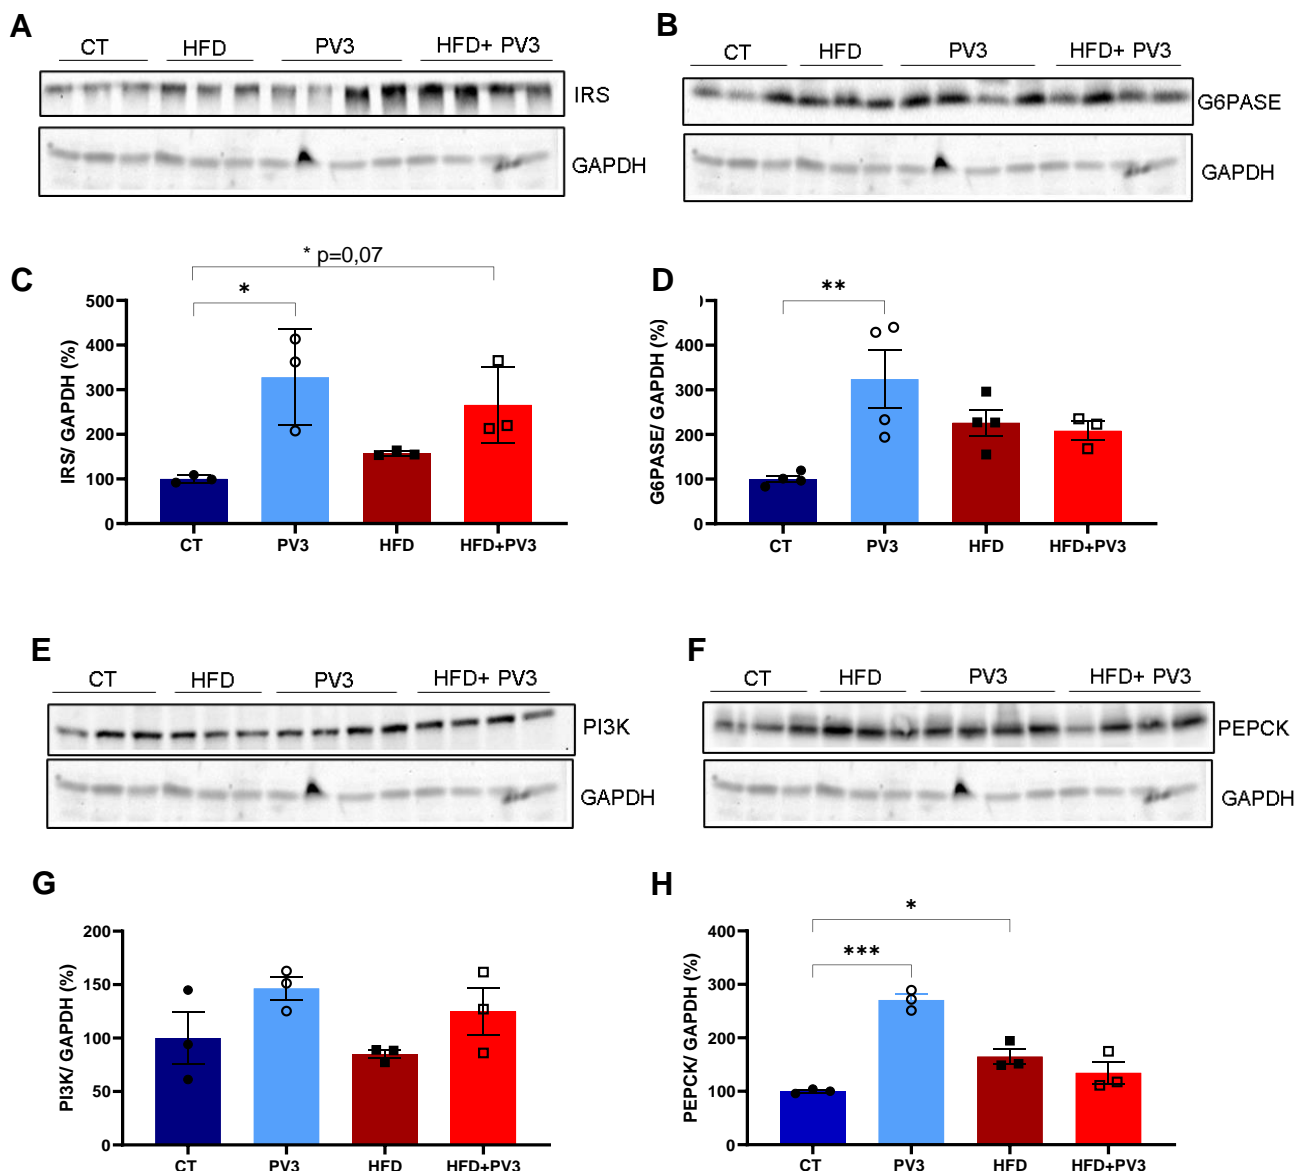 A
CT HFD PV3 HFD+ PV3
IRS
GAPDH
B
CT HFD PV3 HFD+ PV3
G6PASE
GAPDH
C
* p=0,07
*
IRS/ GAPDH (%)
500
400
300
200
100
0
CT PV3 HFD HFD+PV3
D
**
G6PASE/ GAPDH (%)
400
300
200
100
0
CT PV3 HFD HFD+PV3
E
CT HFD PV3 HFD+ PV3
PI3K
GAPDH
F
CT HFD PV3 HFD+ PV3
PEPCK
GAPDH
G
PI3K/ GAPDH (%)
200
150
100
50
0
CT PV3 HFD HFD+PV3
H
*
***
PEPCK/ GAPDH (%)
400
300
200
100
0
CT PV3 HFD HFD+PV3